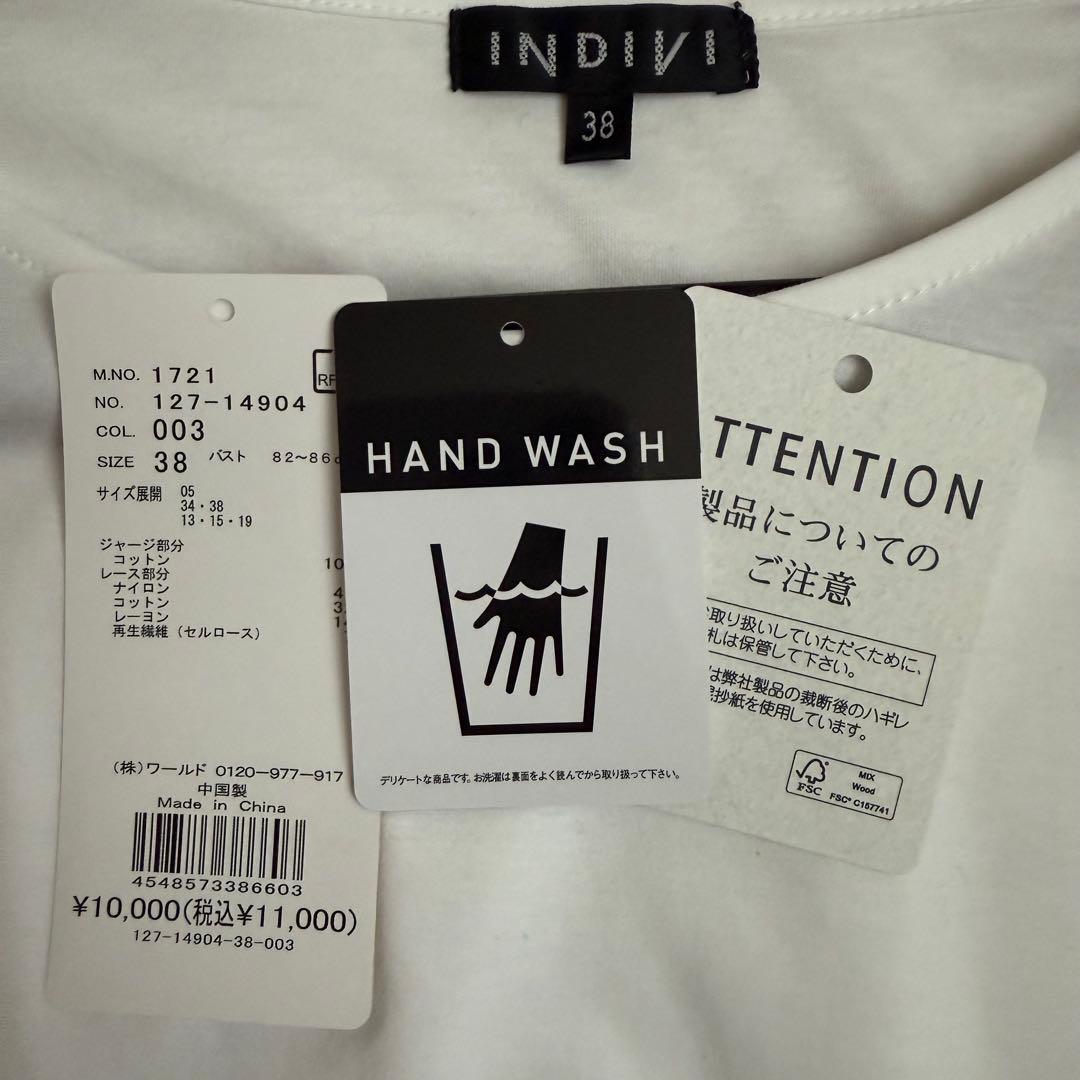 INDIVI
38
M.NO. 1721
NO. 127-14904
COL. 003
SIZE 38 バスト 82~86
サイズ展開 05
34・38
13・15・19
ジャージ部分
コットン 10
レース部分
ナイロン 4
コットン 3
レーヨン 1
再生繊維(セルロース)
(株)ワールド 0120-977-917
中国製
Made in China
4548573386603
¥10,000(税込¥11,000)
127-14904-38-003
HAND WASH
デリケートな商品です。お洗濯は裏面をよく読んでから取り扱って下さい。
TTENTION
製品についての
ご注意
取り扱いしていただくために、
札は保管して下さい。
は弊社製品の裁断後のハギレ
抄紙を使用しています。
FSC
MIX
Wood
FSC® C157741